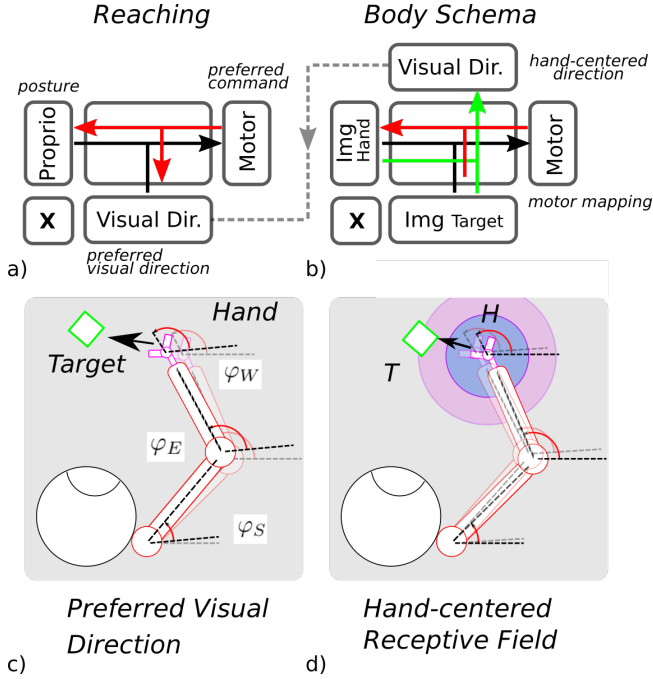 Reaching
Body Schema
posture
preferred
command
Visual Dir.
hand-centered
direction
Proprio
Motor
Img
Hand
Motor
X
Visual Dir.
X
Img Target
motor mapping
preferred
visual direction
a)
b)
Hand
Target
φW
φE
φS
H
T
Preferred Visual
Direction
Hand-centered
Receptive Field
c)
d)